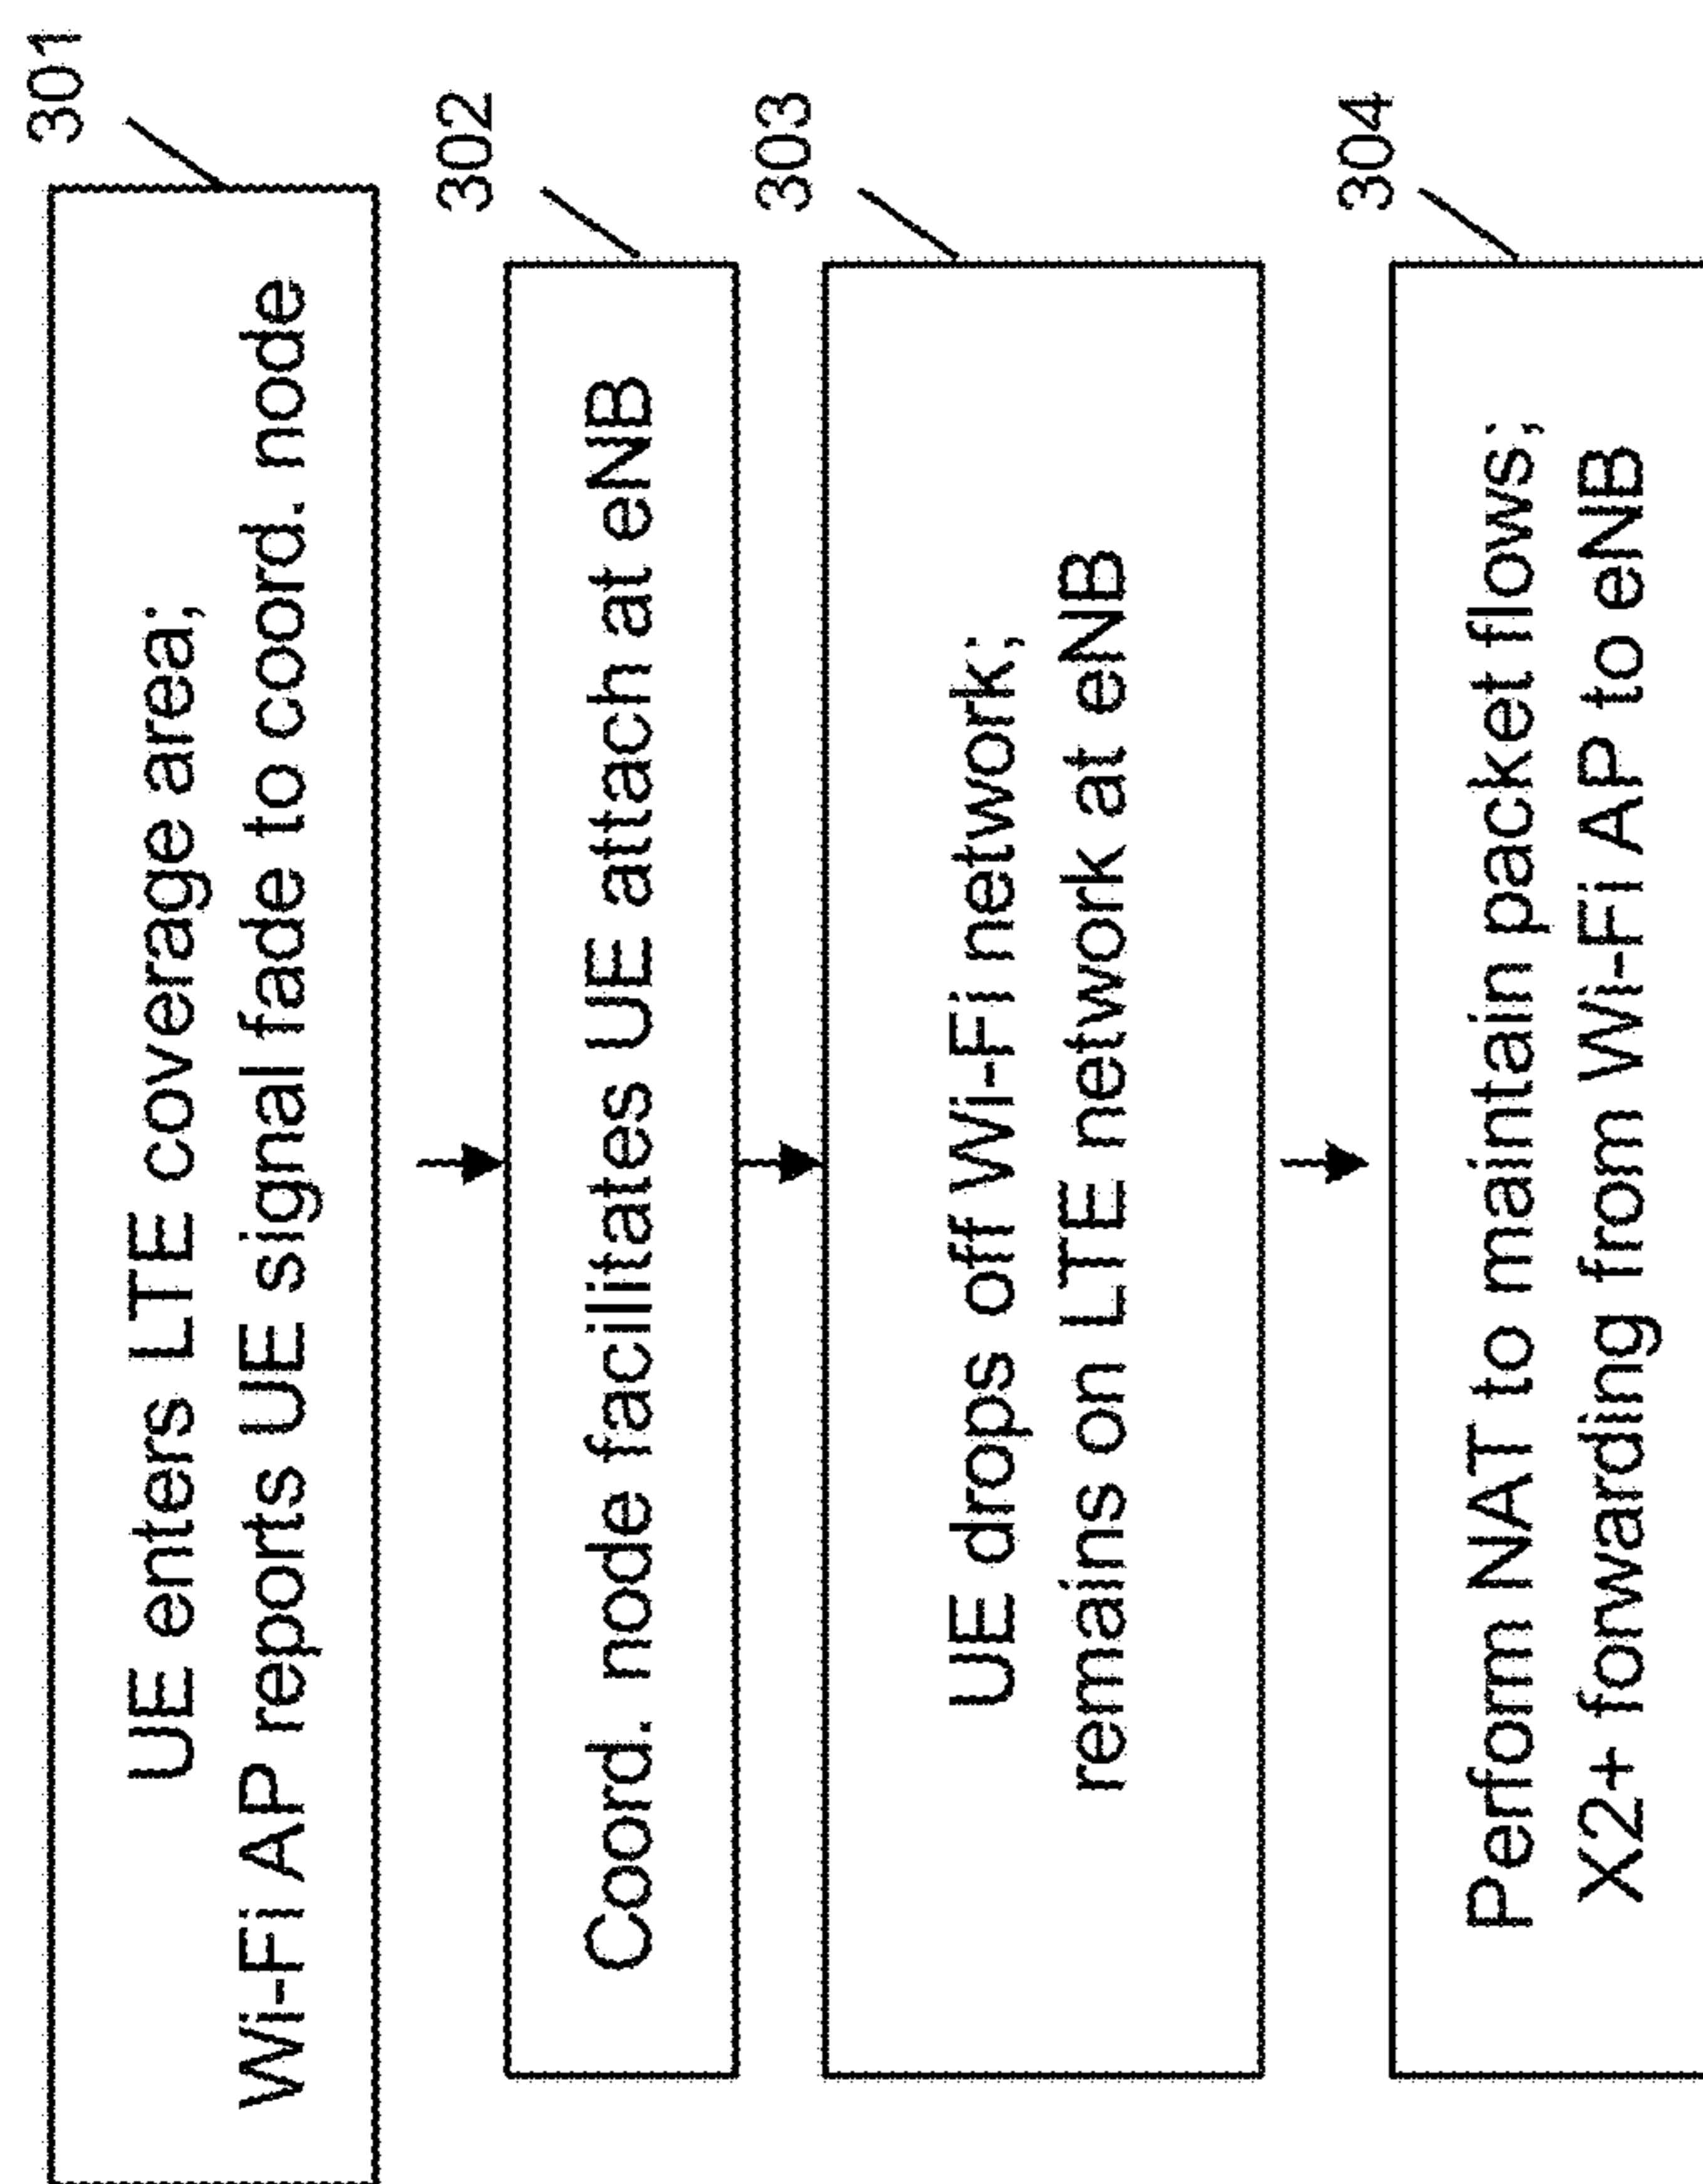 301
UE enters LTE coverage area;
Wi-Fi AP reports UE signal fade to coord. node
302
Coord. node facilitates UE attach at eNB
303
UE drops off Wi-Fi network;
remains on LTE network at eNB
304
Perform NAT to maintain packet flows;
X2+ forwarding from Wi-Fi AP to eNB